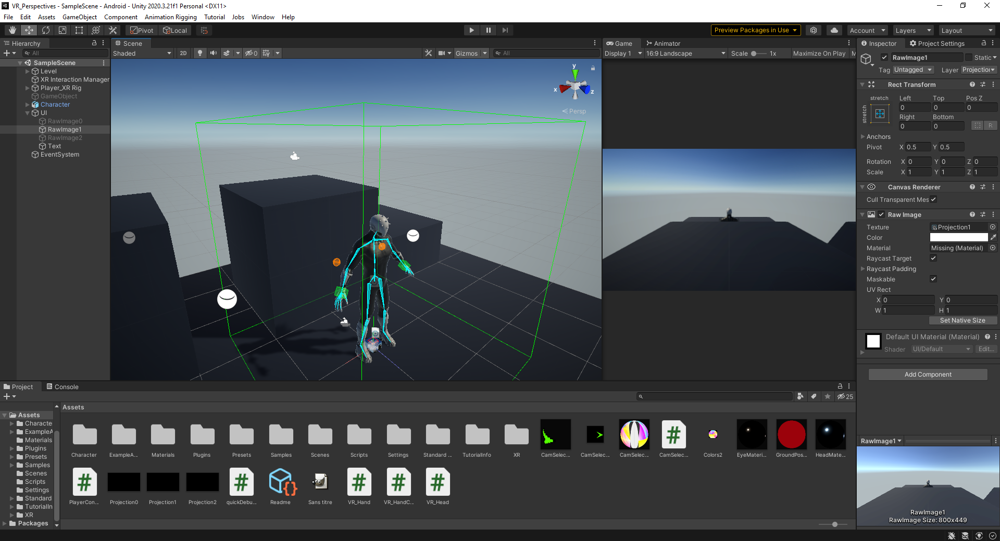 VR_Perspectives - SampleScene - Android - Unity 2020.3.21f1 Personal <DX11>
File Edit Assets GameObject Component Animation Rigging Tutorial Jobs Window Help
Pivot Local Preview Packages in Use Account Layers Layout
Hierarchy
All
SampleScene
Level
XR Interaction Manager
Player_XR Rig
GameObject
Character
UI
RawImage0
RawImage1
RawImage2
Text
EventSystem
Scene
Shaded 2D 0 Gizmos All
y
x
z
Persp
Game Animator
Display 1 16:9 Landscape Scale 1x Maximize On Play M
Inspector Project Settings
RawImage1 Static
Tag Untagged Layer Projection
Rect Transform
stretch Left Top Pos Z
0 0 0
stretch
Right Bottom
0 0 R
Anchors
Pivot X 0.5 Y 0.5
Rotation X 0 Y 0 Z 0
Scale X 1 Y 1 Z 1
Canvas Renderer
Cull Transparent Mes
Raw Image
Texture Projection1
Color
Material Missing (Material)
Raycast Target
Raycast Padding
Maskable
UV Rect
X 0 Y 0
W 1 H 1
Set Native Size
Default UI Material (Material)
Shader UI/Default Edit...
Add Component
RawImage1
RawImage1
RawImage Size: 800x449
Project Console
25
Assets
Characte
ExampleA
Materials
Plugins
Presets
Samples
Scenes
Scripts
Settings
Standard
TutorialIn
XR
Packages
Assets
Character ExampleA... Materials Plugins Presets Samples Scenes Scripts Settings Standard ... TutorialInfo XR CamSelec... CamSelec... CamSelec... CamSelec... Colors2 EyeMateri... GroundPos... HeadMate...
PlayerCon... Projection0 Projection1 Projection2 quickDebu... Readme Sans titre VR_Hand VR_HandC... VR_Head